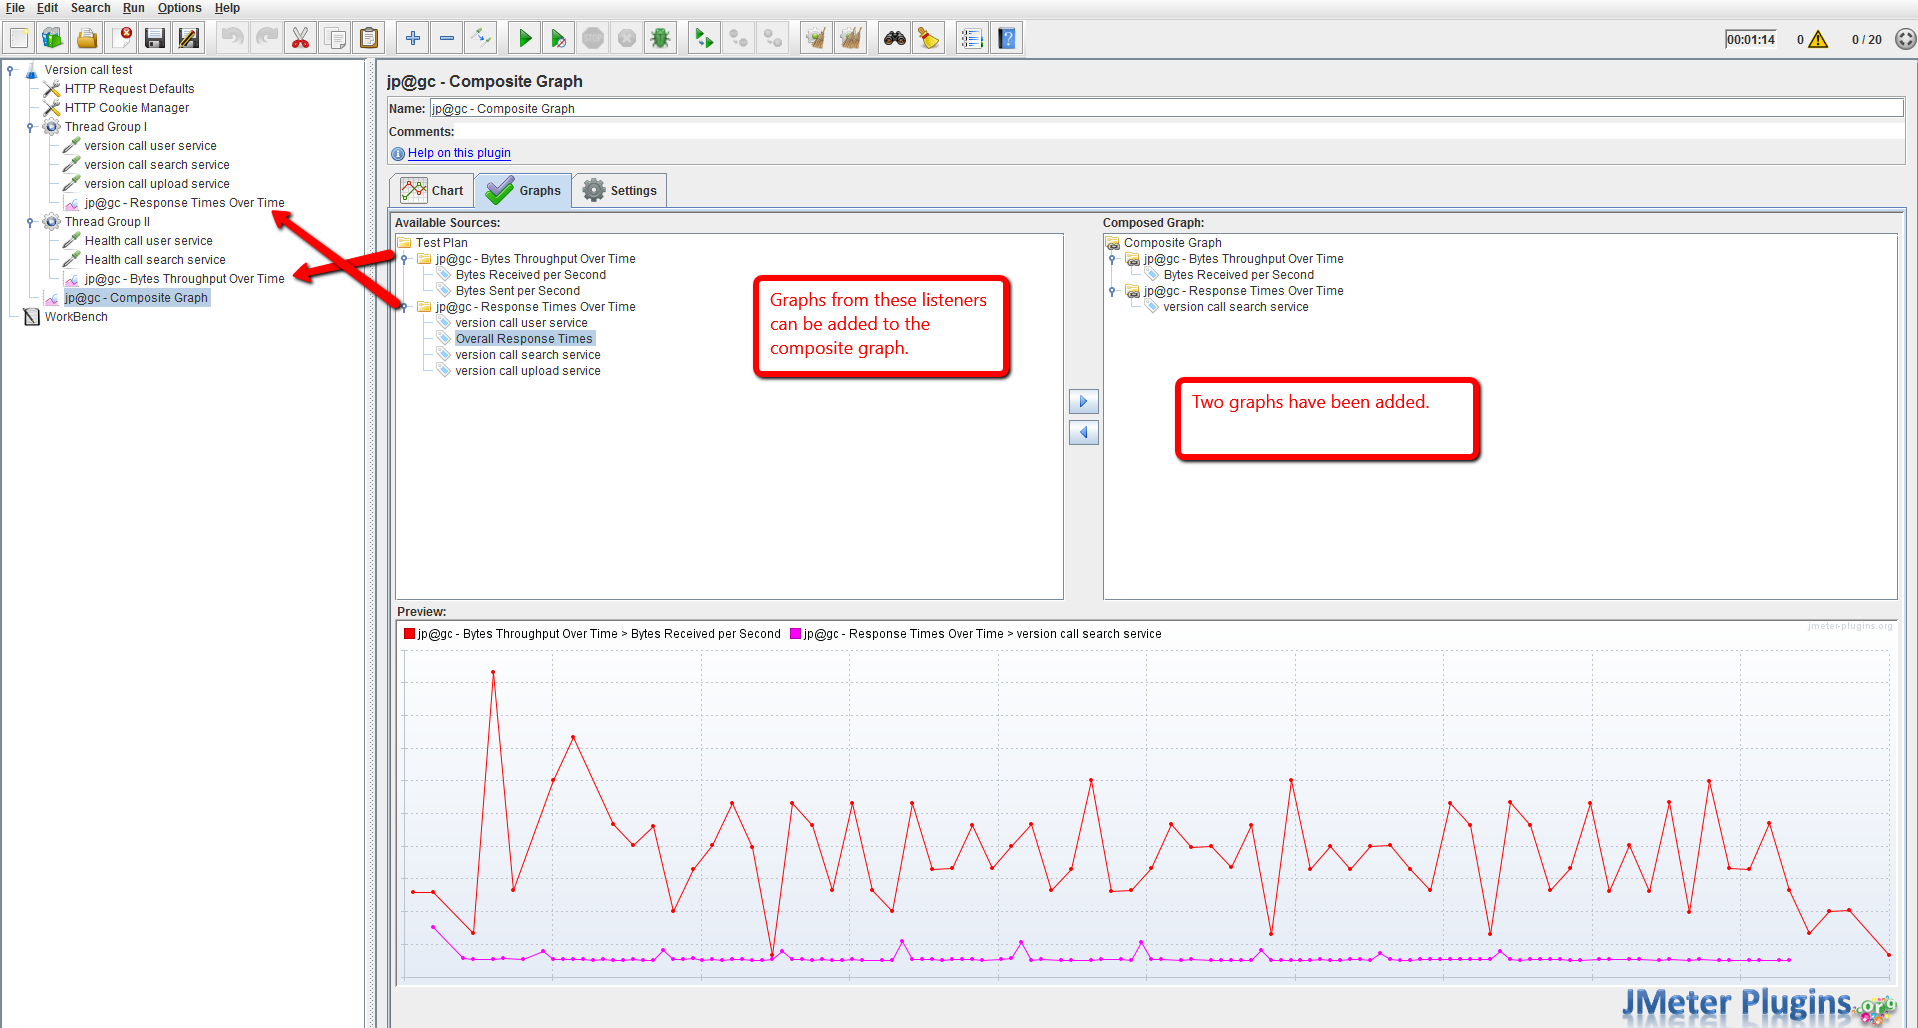 File Edit Search Run Options Help
00:01:14 0 0 / 20
Version call test
HTTP Request Defaults
HTTP Cookie Manager
Thread Group I
version call user service
version call search service
version call upload service
jp@gc - Response Times Over Time
Thread Group II
Health call user service
Health call search service
jp@gc - Bytes Throughput Over Time
jp@gc - Composite Graph
WorkBench
jp@gc - Composite Graph
Name: jp@gc - Composite Graph
Comments:
Help on this plugin
Chart Graphs Settings
Available Sources:
Test Plan
jp@gc - Bytes Throughput Over Time
Bytes Received per Second
Bytes Sent per Second
jp@gc - Response Times Over Time
version call user service
Overall Response Times
version call search service
version call upload service
Graphs from these listeners
can be added to the
composite graph.
Composed Graph:
Composite Graph
jp@gc - Bytes Throughput Over Time
Bytes Received per Second
jp@gc - Response Times Over Time
version call search service
Two graphs have been added.
Preview:
jp@gc - Bytes Throughput Over Time > Bytes Received per Second jp@gc - Response Times Over Time > version call search service
jmeter-plugins.org
JMeter Plugins.org